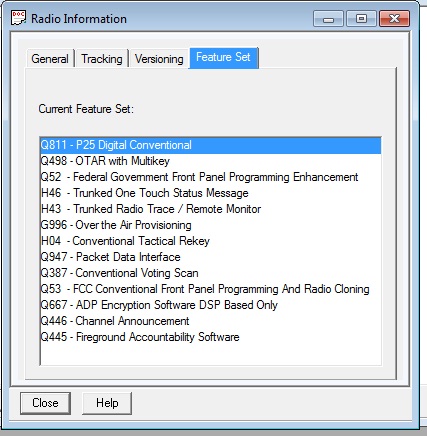 DOC
Radio Information
General Tracking Versioning Feature Set
Current Feature Set:
Q811 - P25 Digital Conventional
Q498 - OTAR with Multikey
Q52 - Federal Government Front Panel Programming Enhancement
H46 - Trunked One Touch Status Message
H43 - Trunked Radio Trace / Remote Monitor
G996 - Over the Air Provisioning
H04 - Conventional Tactical Rekey
Q947 - Packet Data Interface
Q387 - Conventional Voting Scan
Q53 - FCC Conventional Front Panel Programming And Radio Cloning
Q667 - ADP Encryption Software DSP Based Only
Q446 - Channel Announcement
Q445 - Fireground Accountability Software
Close Help